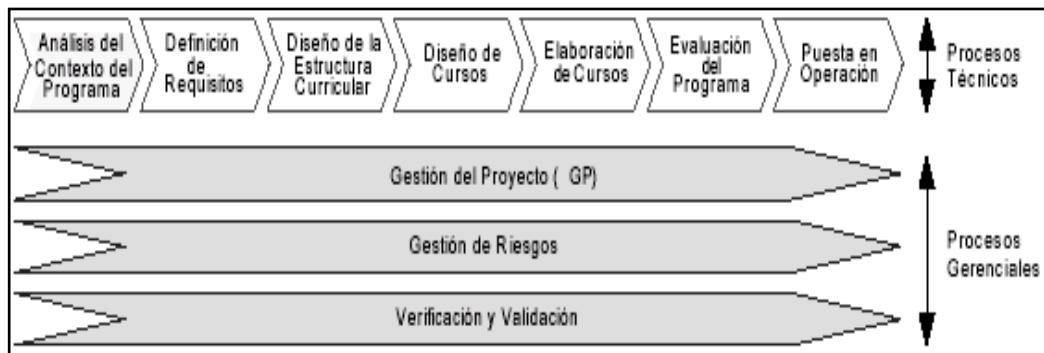 Análisis del
Contexto del
Programa
Definición
de
Requisitos
Diseño de la
Estructura
Curricular
Diseño de
Cursos
Elaboración
de Cursos
Evaluación
del
Programa
Puesta en
Operación
Procesos
Técnicos
Gestión del Proyecto ( GP)
Gestión de Riesgos
Verificación y Validación
Procesos
Gerenciales